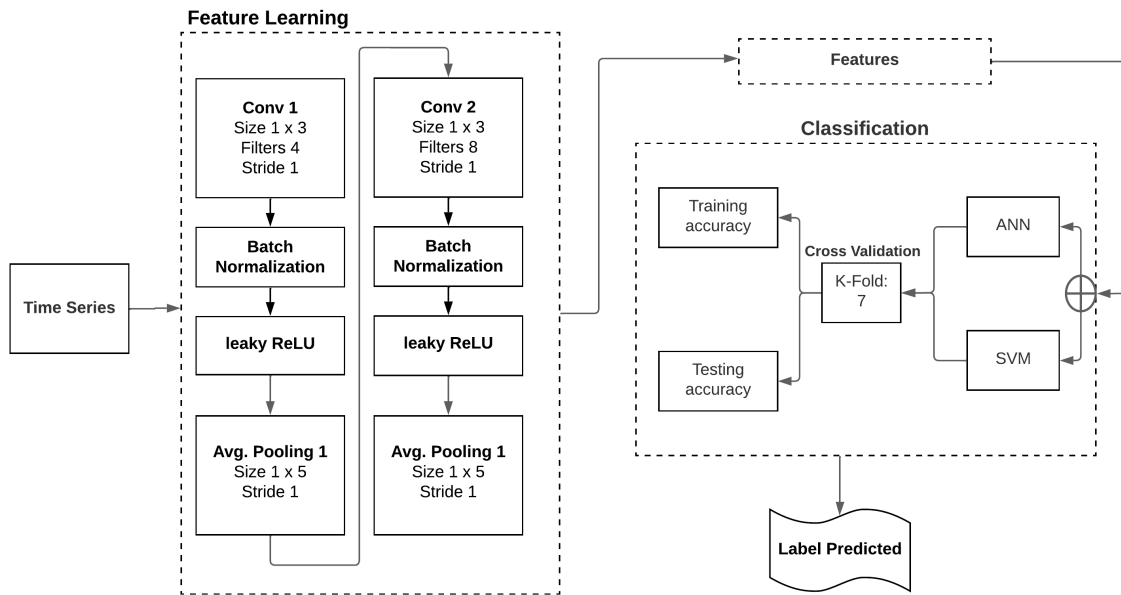 Feature Learning
Time Series
Conv 1
Size 1 x 3
Filters 4
Stride 1
Batch
Normalization
leaky ReLU
Avg. Pooling 1
Size 1 x 5
Stride 1
Conv 2
Size 1 x 3
Filters 8
Stride 1
Batch
Normalization
leaky ReLU
Avg. Pooling 1
Size 1 x 5
Stride 1
Features
Classification
ANN
SVM
Cross Validation
K-Fold:
7
Training
accuracy
Testing
accuracy
Label Predicted